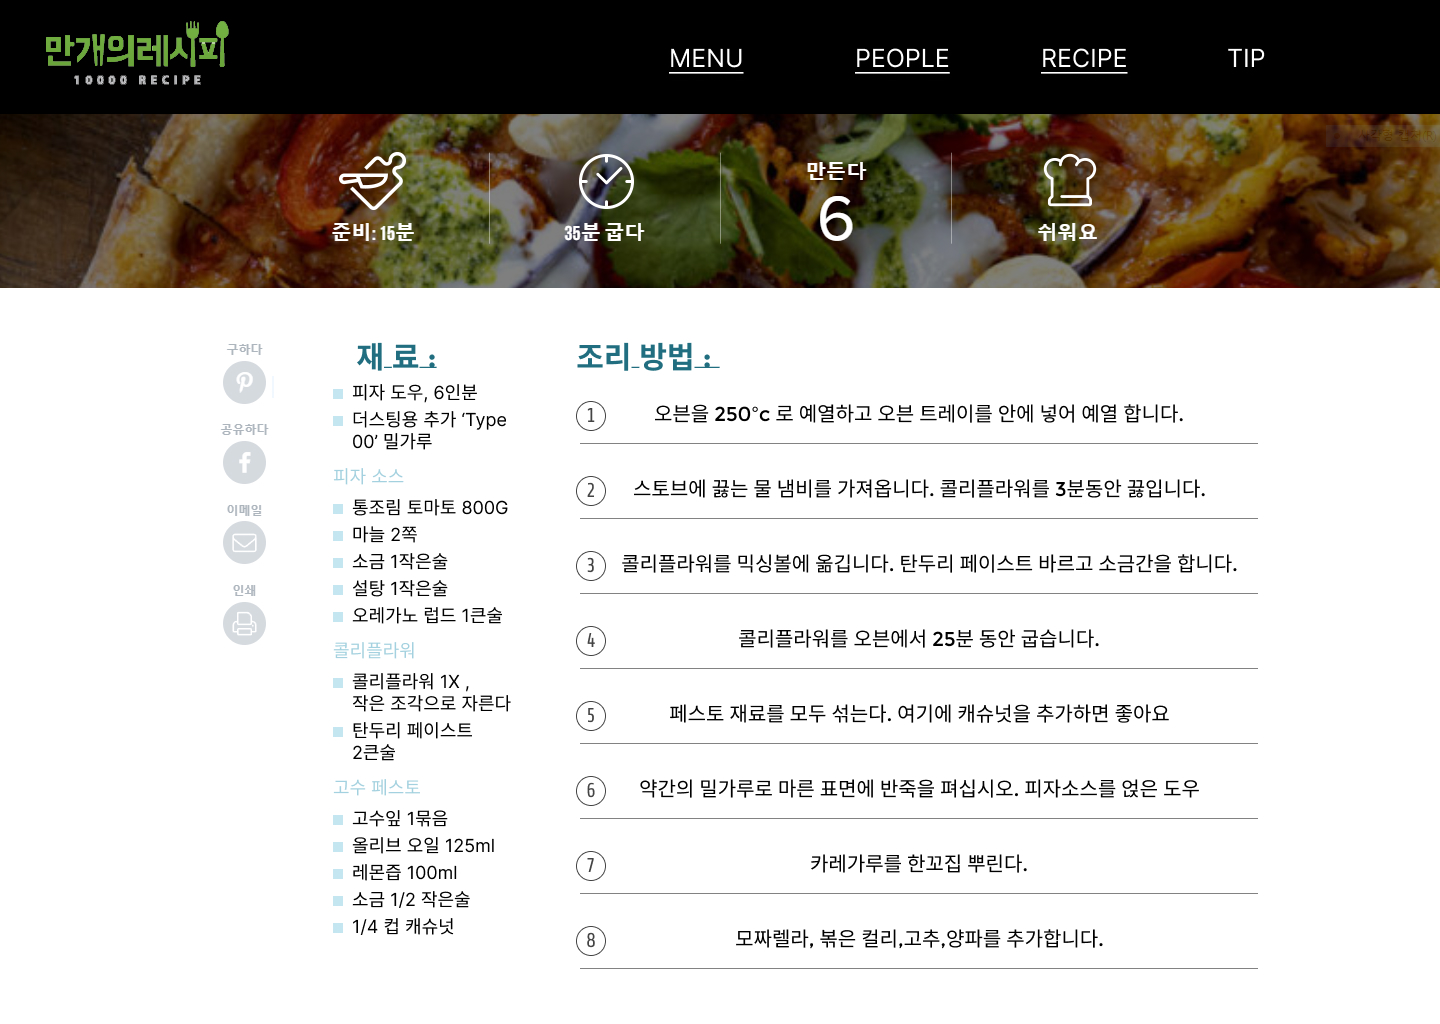 만개의레시피
10000 RECIPE
MENU
PEOPLE
RECIPE
TIP
준비: 15분
35분 굽다
만든다
6
쉬워요
구하다
공유하다
이메일
인쇄
재 료 :
피자 도우, 6인분
더스팅용 추가 ‘Type
00’ 밀가루
피자 소스
통조림 토마토 800G
마늘 2쪽
소금 1작은술
설탕 1작은술
오레가노 럽드 1큰술
콜리플라워
콜리플라워 1X ,
작은 조각으로 자른다
탄두리 페이스트
2큰술
고수 페스토
고수잎 1묶음
올리브 오일 125ml
레몬즙 100ml
소금 1/2 작은술
1/4 컵 캐슈넛
조리 방법 :
1 오븐을 250°c 로 예열하고 오븐 트레이를 안에 넣어 예열 합니다.
2 스토브에 끓는 물 냄비를 가져옵니다. 콜리플라워를 3분동안 끓입니다.
3 콜리플라워를 믹싱볼에 옮깁니다. 탄두리 페이스트 바르고 소금간을 합니다.
4 콜리플라워를 오븐에서 25분 동안 굽습니다.
5 페스토 재료를 모두 섞는다. 여기에 캐슈넛을 추가하면 좋아요
6 약간의 밀가루로 마른 표면에 반죽을 펴십시오. 피자소스를 얹은 도우
7 카레가루를 한꼬집 뿌린다.
8 모짜렐라, 볶은 컬리,고추,양파를 추가합니다.